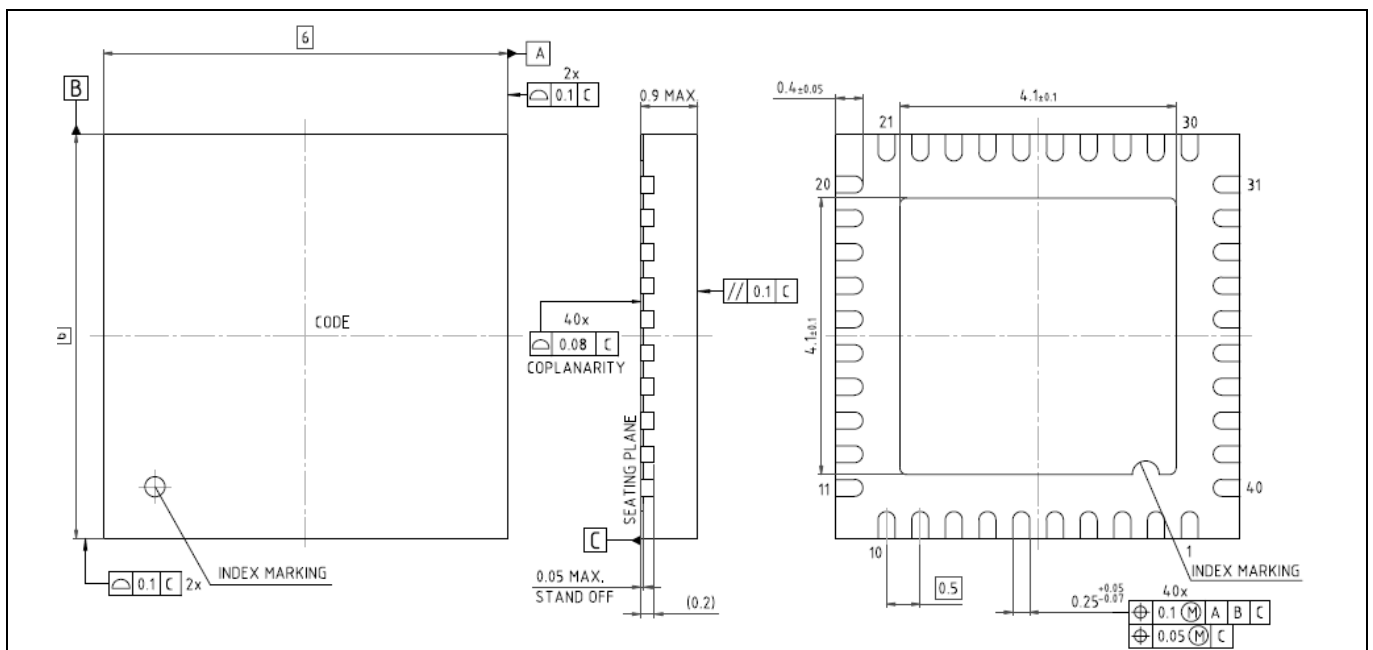 6
A
2x
⌓ 0.1 C
B
6
CODE
INDEX MARKING
⌓ 0.1 C 2x
0.9 MAX.
// 0.1 C
40x
⌓ 0.08 C
COPLANARITY
SEATING PLANE
C
0.05 MAX.
STAND OFF
(0.2)
0.4±0.05
4.1±0.1
21
30
20
31
4.1±0.1
11
40
10
1
INDEX MARKING
0.5
0.25 +0.05 -0.07
40x
⌖ 0.1 Ⓜ A B C
⌖ 0.05 Ⓜ C